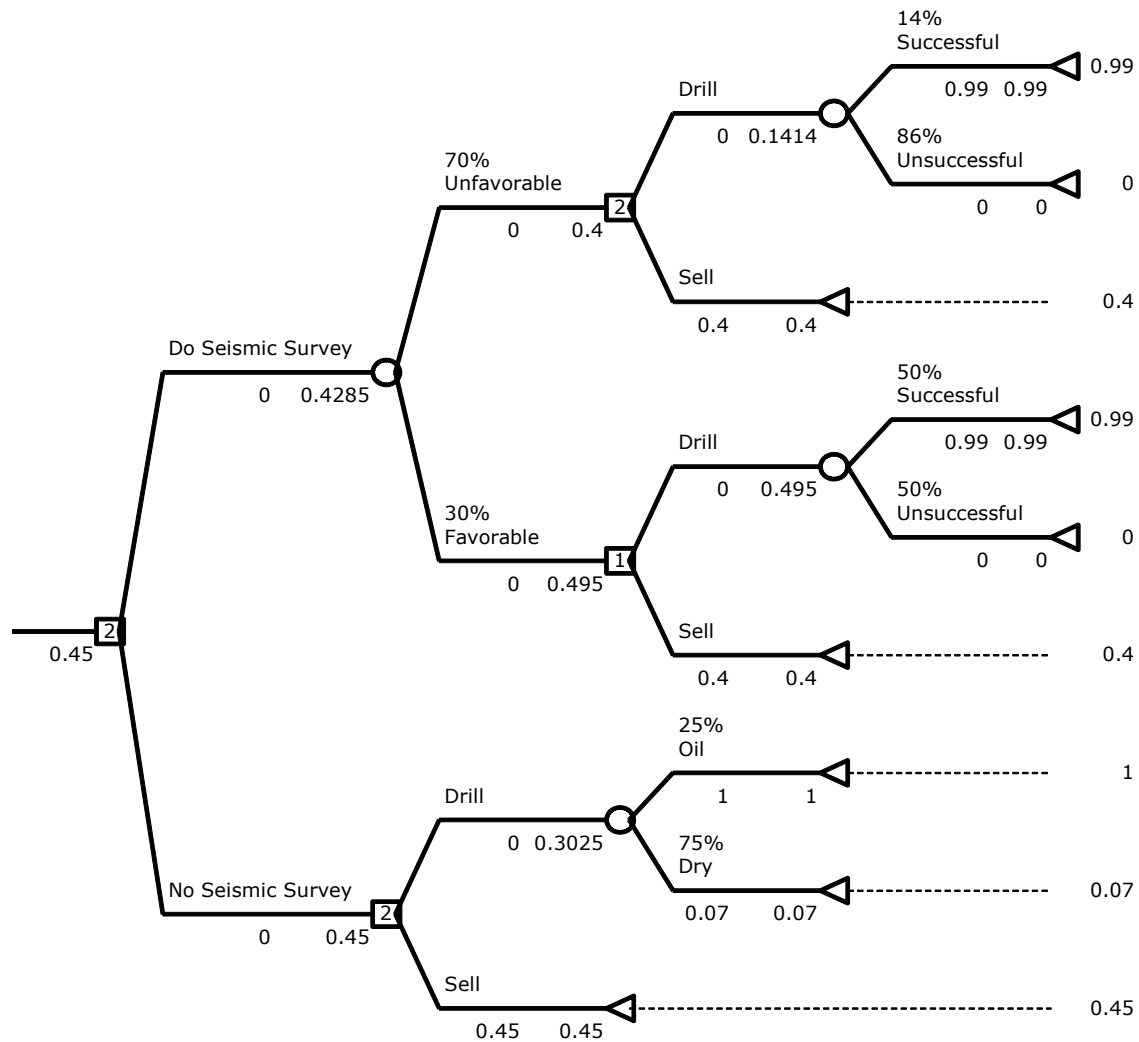 14%
Successful
0.99
0.99 0.99
Drill
0 0.1414
86%
Unsuccessful
0
0 0
70%
Unfavorable
2
0 0.4
Sell
0.4
0.4 0.4
Do Seismic Survey
0 0.4285
50%
Successful
0.99
0.99 0.99
Drill
0 0.495
50%
Unsuccessful
0
0 0
30%
Favorable
1
0 0.495
Sell
0.4
0.4 0.4
2
0.45
25%
Oil
1
1 1
Drill
0 0.3025
75%
Dry
0.07
0.07 0.07
No Seismic Survey
2
0 0.45
Sell
0.45
0.45 0.45